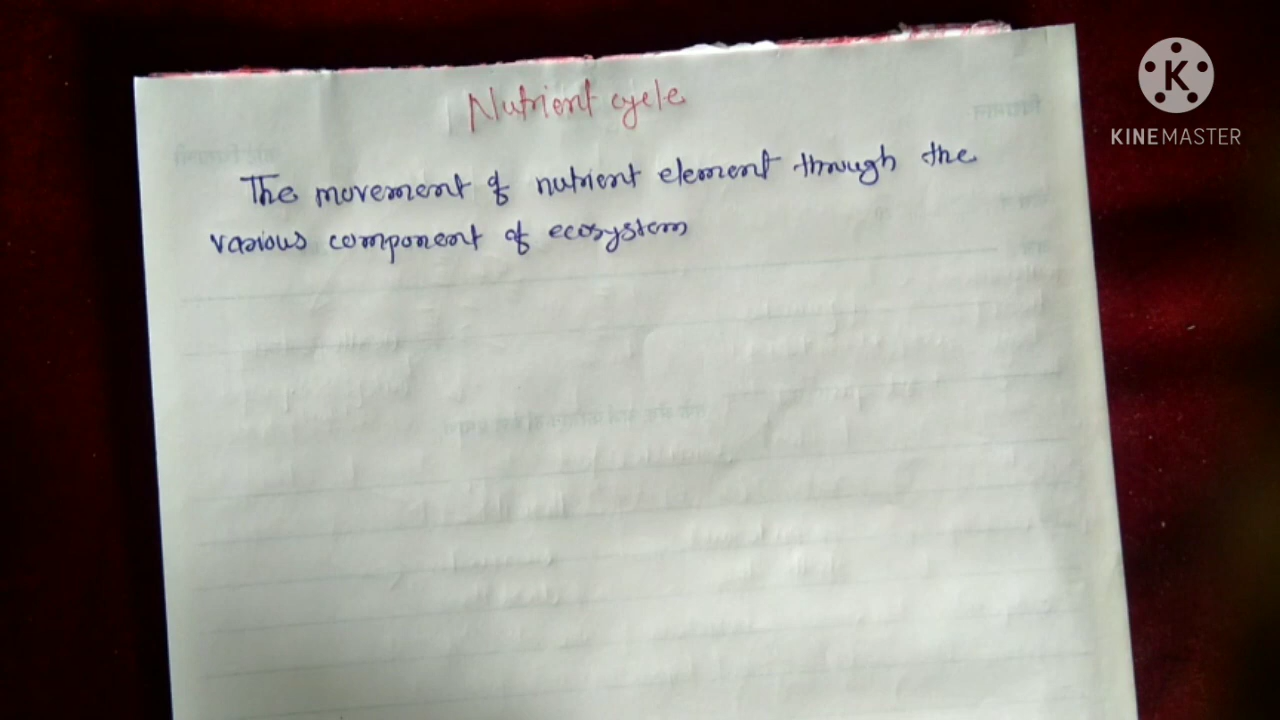 Nutrient cycle
The movement of nutrient element through the
various component of ecosystem
KINEMASTER